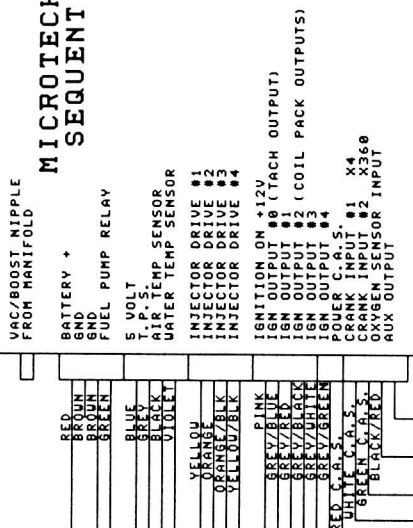 MICROTECH
SEQUENT
VAC/BOOST NIPPLE
FROM MANIFOLD
BATTERY +
GND
GND
FUEL PUMP RELAY
5 VOLT
T.P.S.
AIR TEMP SENSOR
WATER TEMP SENSOR
INJECTOR DRIVE #1
INJECTOR DRIVE #2
INJECTOR DRIVE #3
INJECTOR DRIVE #4
IGNITION ON +12V
IGN OUTPUT #0 (TACH OUTPUT)
IGN OUTPUT #1
IGN OUTPUT #2 (COIL PACK OUTPUTS)
IGN OUTPUT #3
IGN OUTPUT #4
POWER C.A.S.
CRANK INPUT #1 X4
CRANK INPUT #2 X360
OXYGEN SENSOR INPUT
AUX OUTPUT
RED
BROWN
BROWN
GREEN
BLUE
GREY
BLACK
VIOLET
YELLOW
ORANGE
ORANGE/BLK
YELLOW/BLK
PINK
GREY/BLUE
GREY/RED
GREY/BLACK
GREY/WHITE
GREY/GREEN
RED C.A.S.
WHITE C.A.S.
GREEN C.A.S.
BLACK/RED